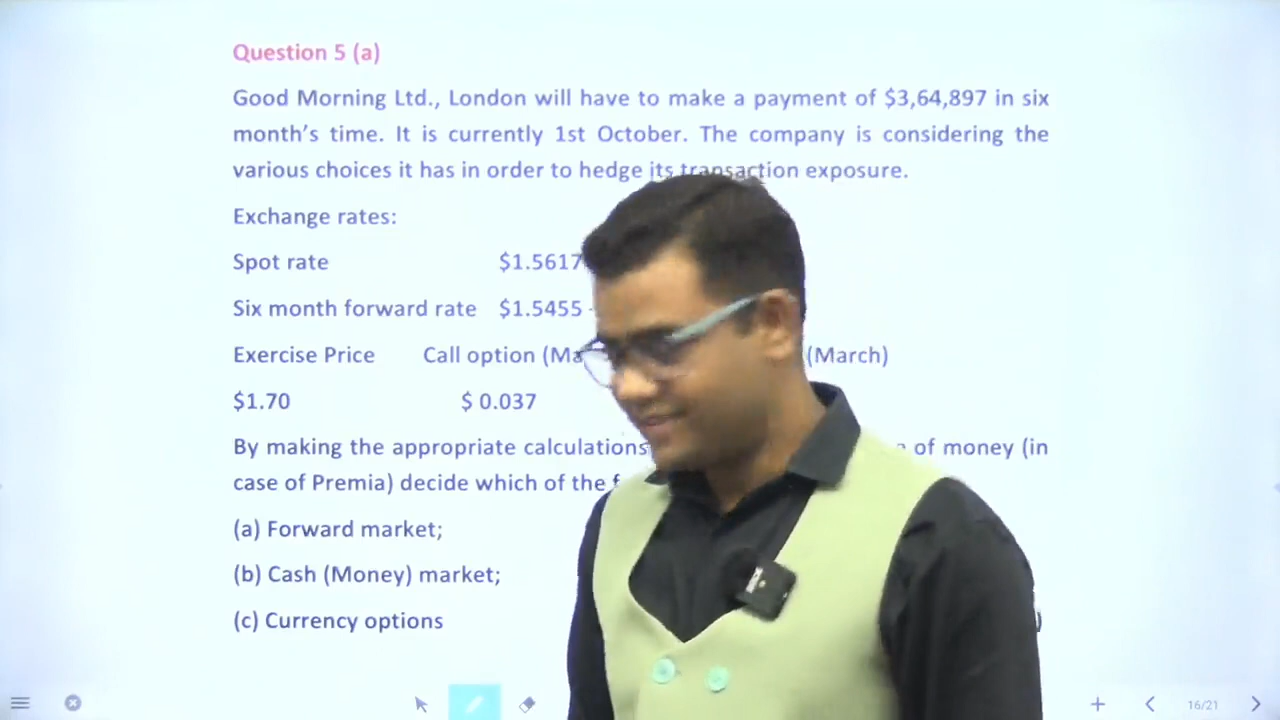 Question 5 (a)
Good Morning Ltd., London will have to make a payment of $3,64,897 in six
month's time. It is currently 1st October. The company is considering the
various choices it has in order to hedge its transaction exposure.
Exchange rates:
Spot rate $1.5617
Six month forward rate $1.5455
Exercise Price Call option (March)
$1.70 $ 0.037
By making the appropriate calculations of money (in
case of Premia) decide which of the
(a) Forward market;
(b) Cash (Money) market;
(c) Currency options
16/21